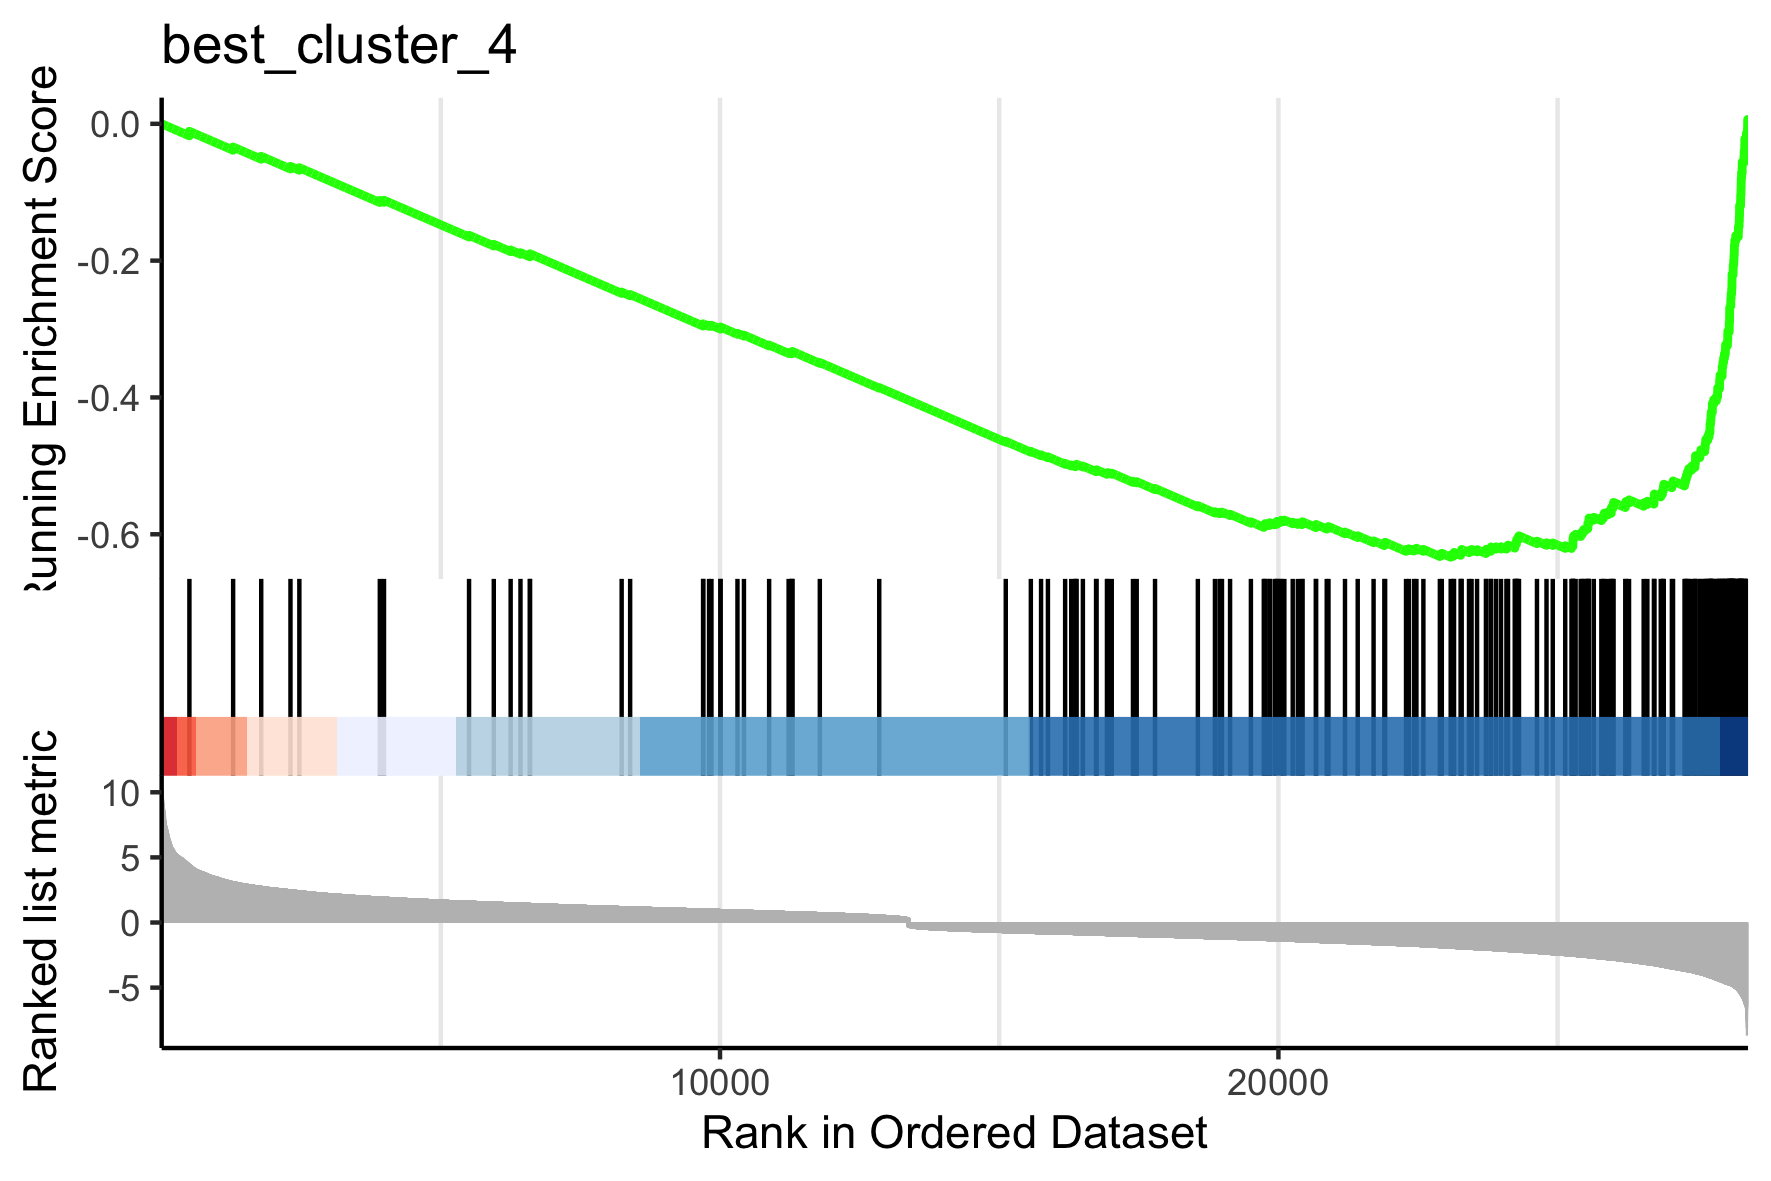 best_cluster_4
Running Enrichment Score
0.0
-0.2
-0.4
-0.6
Ranked list metric
10
5
0
-5
10000
20000
Rank in Ordered Dataset